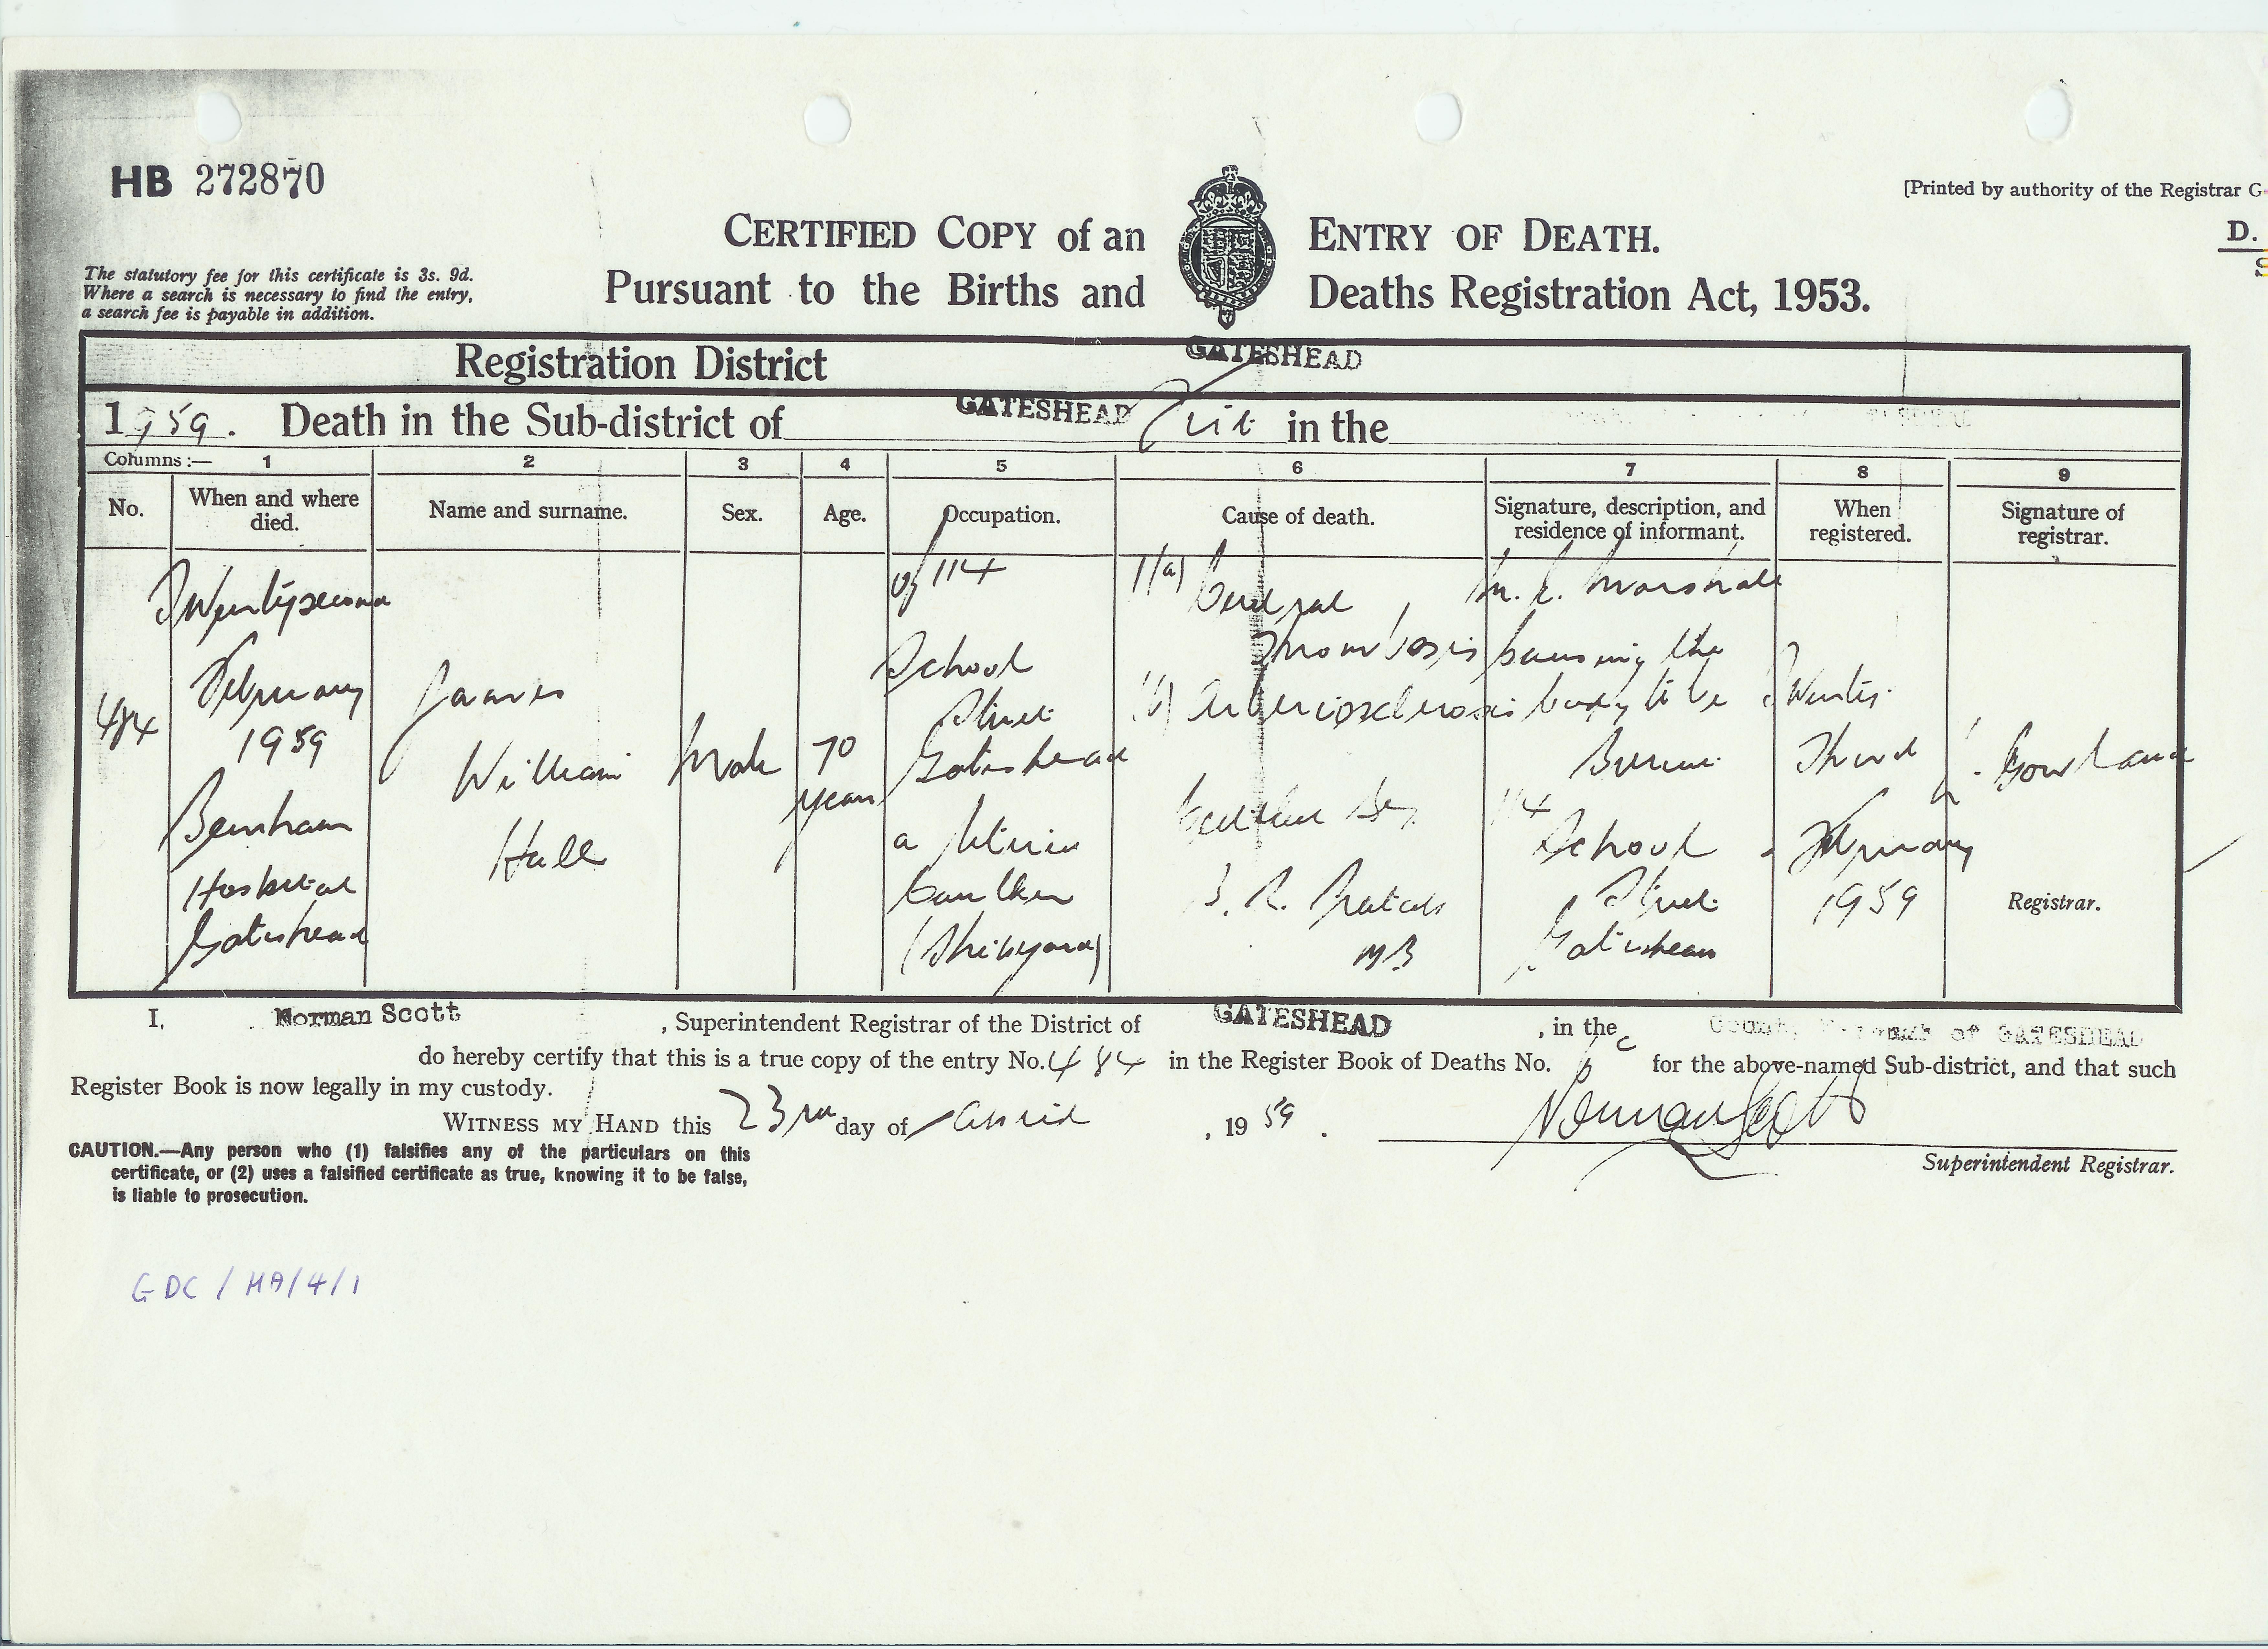 HB 272870
[Printed by authority of the Registrar G
D.
S
CERTIFIED COPY of an ENTRY OF DEATH.
Pursuant to the Births and Deaths Registration Act, 1953.
The statutory fee for this certificate is 3s. 9d.
Where a search is necessary to find the entry,
a search fee is payable in addition.
Registration District GATESHEAD
1959. Death in the Sub-district of GATESHEAD in the
Columns :— 1 2 3 4 5 6 7 8 9
No. When and where died. Name and surname. Sex. Age. Occupation. Cause of death. Signature, description, and residence of informant. When registered. Signature of registrar.
484
Twentysecond
February
1959
Bensham
Hospital
Gateshead
James
William
Hall
Male
70
years
of 114
School
Street
Gateshead
a retired
Caulker
(Shipyard)
1(a) Cerebral
Thrombosis
(b) Arteriosclerosis
Certified by
M.B
Marshall
causing the
body to be
114
School
Street
Gateshead
Twenty
Third
February
1959
Gowland
Registrar.
I, Norman Scott, Superintendent Registrar of the District of GATESHEAD, in the County Borough of GATESHEAD
do hereby certify that this is a true copy of the entry No. 484 in the Register Book of Deaths No. for the above-named Sub-district, and that such
Register Book is now legally in my custody.
WITNESS MY HAND this 23rd day of April, 1959.
Norman Scott
Superintendent Registrar.
CAUTION.—Any person who (1) falsifies any of the particulars on this
certificate, or (2) uses a falsified certificate as true, knowing it to be false,
is liable to prosecution.
GDC/HA/4/1